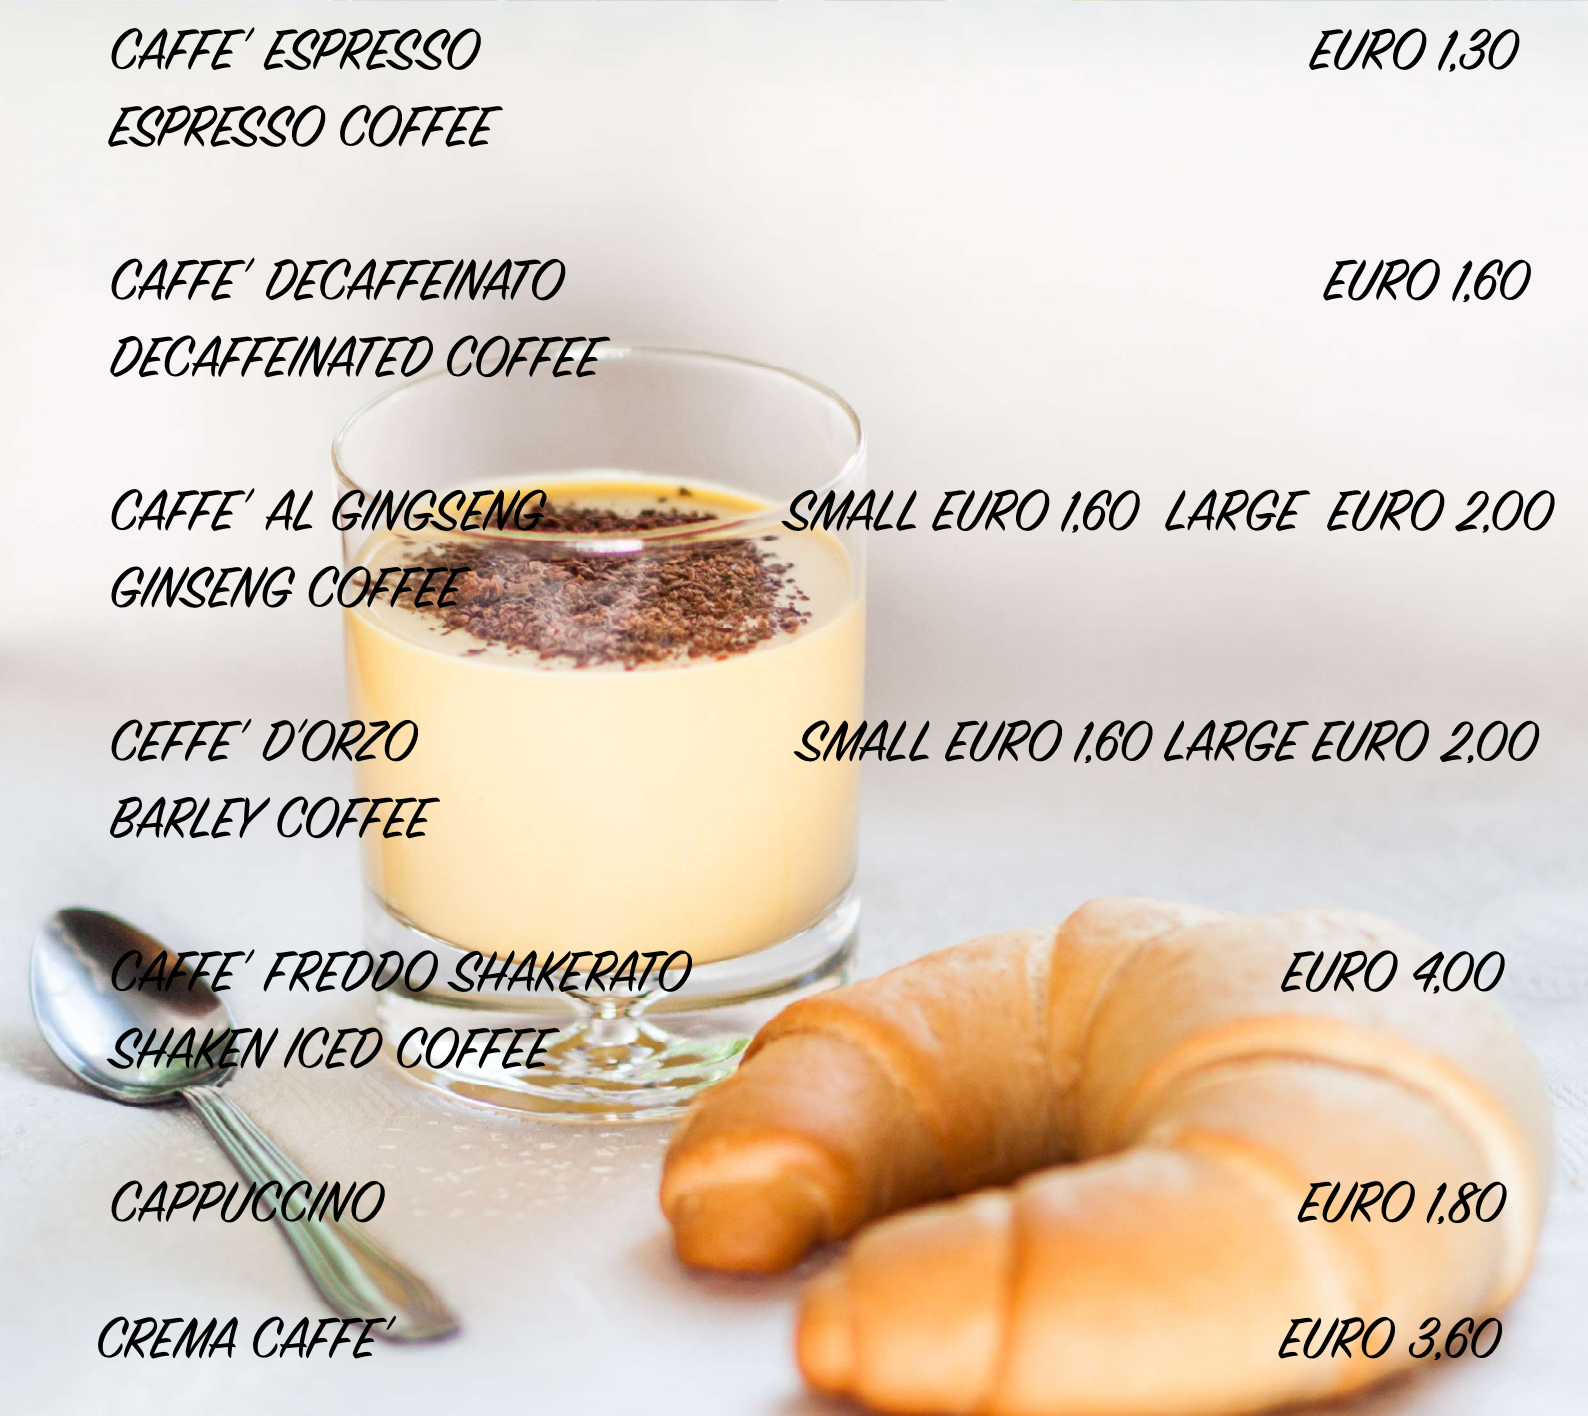 CAFFE' ESPRESSO EURO 1,30
ESPRESSO COFFEE
CAFFE' DECAFFEINATO EURO 1,60
DECAFFEINATED COFFEE
CAFFE' AL GINGSENG SMALL EURO 1,60 LARGE EURO 2,00
GINSENG COFFEE
CEFFE' D'ORZO SMALL EURO 1,60 LARGE EURO 2,00
BARLEY COFFEE
CAFFE' FREDDO SHAKERATO EURO 4,00
SHAKEN ICED COFFEE
CAPPUCCINO EURO 1,80
CREMA CAFFE' EURO 3,60